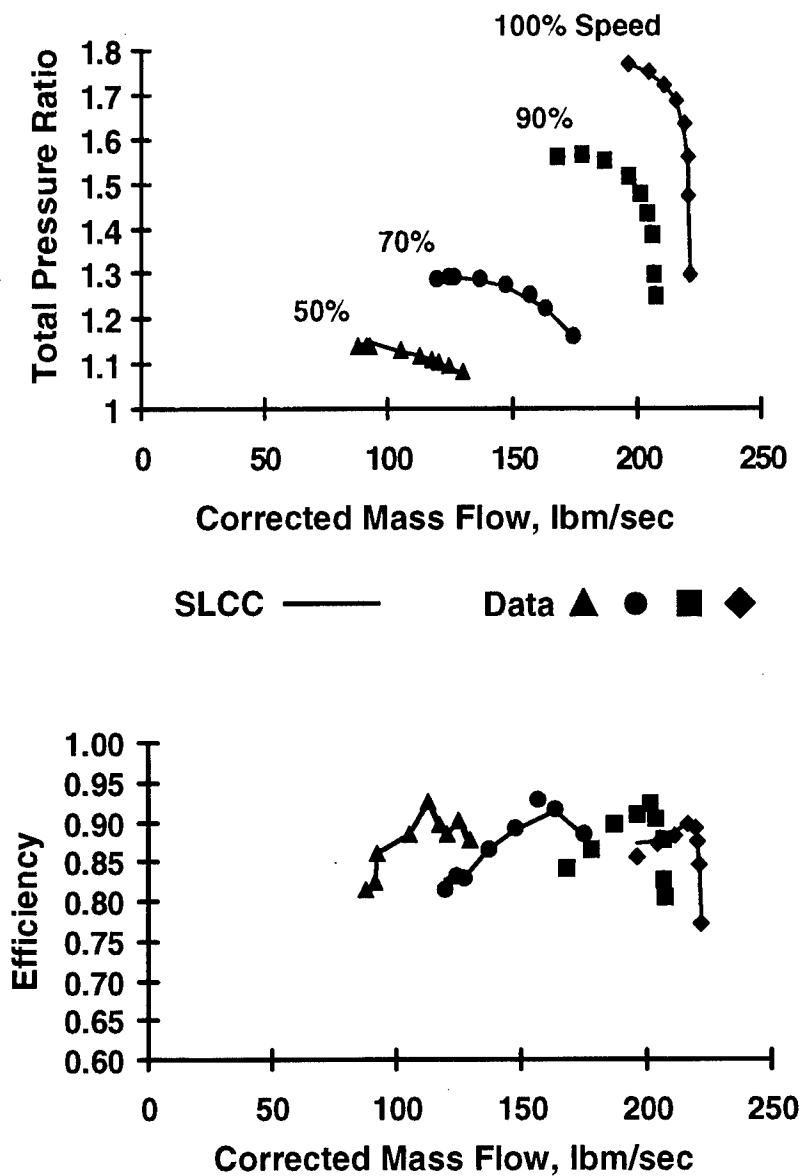 100% Speed
1.8
1.7
1.6
1.5
1.4
1.3
1.2
1.1
1
Total Pressure Ratio
90%
70%
50%
0 50 100 150 200 250
Corrected Mass Flow, lbm/sec
SLCC Data
1.00
0.95
0.90
0.85
0.80
0.75
0.70
0.65
0.60
Efficiency
0 50 100 150 200 250
Corrected Mass Flow, lbm/sec